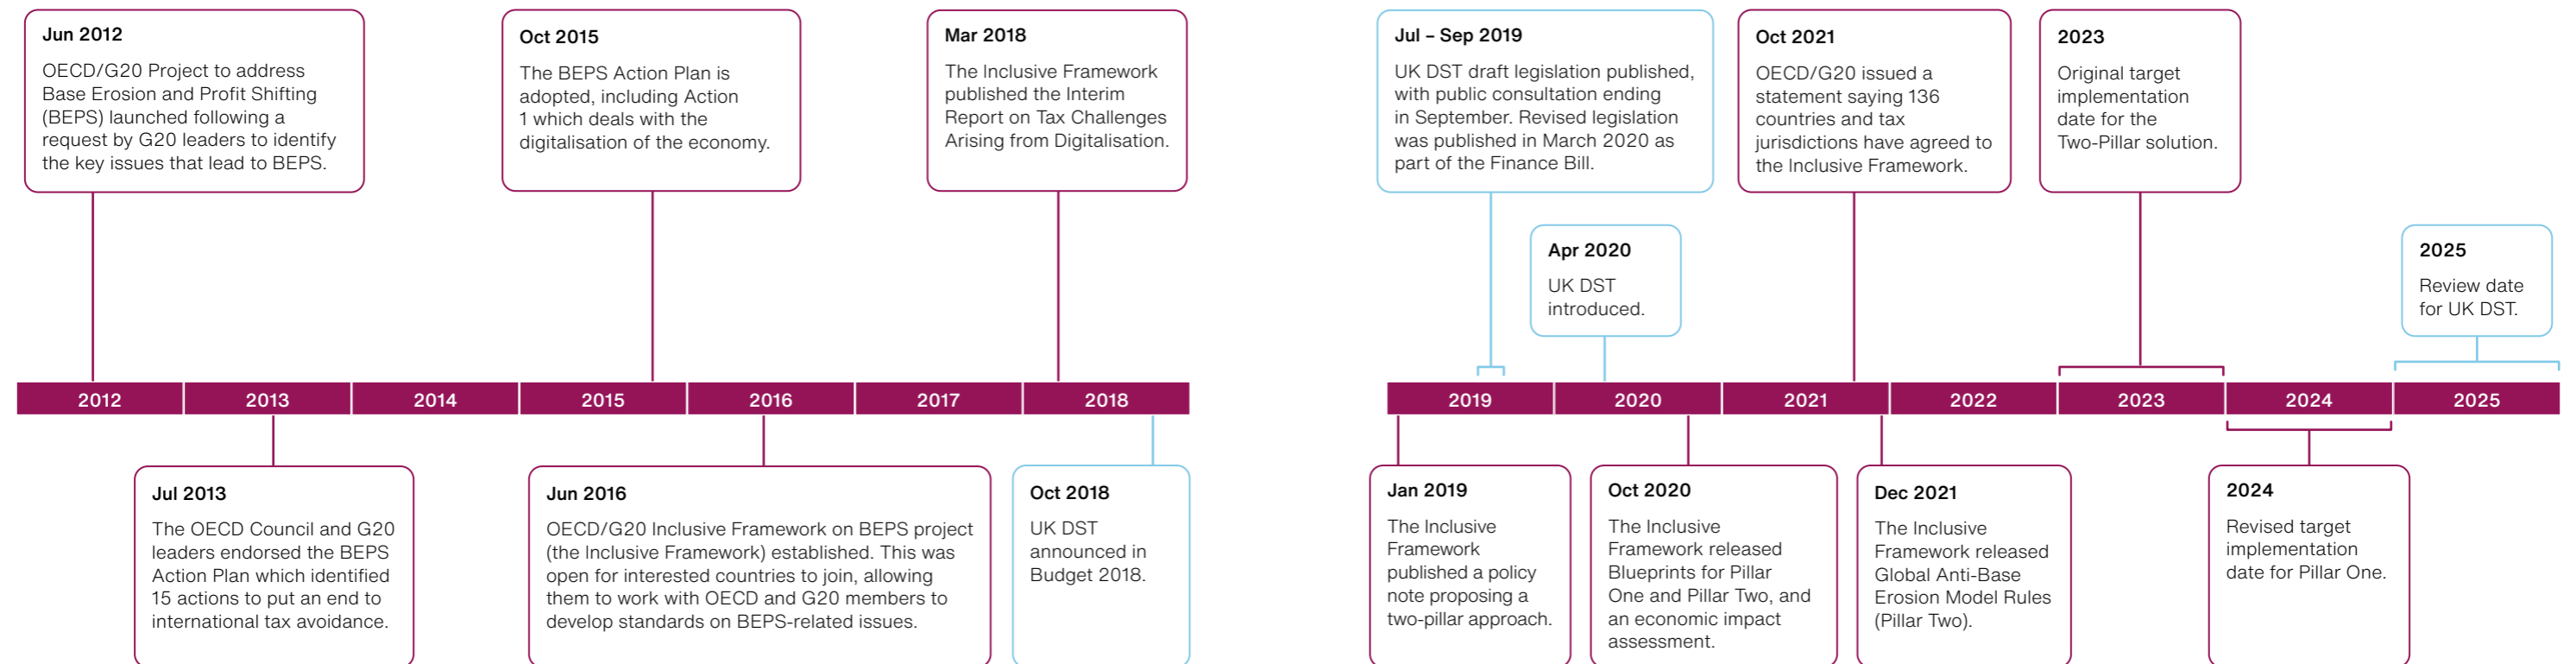 Jun 2012
OECD/G20 Project to address
Base Erosion and Profit Shifting
(BEPS) launched following a
request by G20 leaders to identify
the key issues that lead to BEPS.
Oct 2015
The BEPS Action Plan is
adopted, including Action
1 which deals with the
digitalisation of the economy.
Mar 2018
The Inclusive Framework
published the Interim
Report on Tax Challenges
Arising from Digitalisation.
Jul – Sep 2019
UK DST draft legislation published,
with public consultation ending
in September. Revised legislation
was published in March 2020 as
part of the Finance Bill.
Oct 2021
OECD/G20 issued a
statement saying 136
countries and tax
jurisdictions have agreed to
the Inclusive Framework.
2023
Original target
implementation
date for the
Two-Pillar solution.
Apr 2020
UK DST
introduced.
2025
Review date
for UK DST.
2012 2013 2014 2015 2016 2017 2018 2019 2020 2021 2022 2023 2024 2025
Jul 2013
The OECD Council and G20
leaders endorsed the BEPS
Action Plan which identified
15 actions to put an end to
international tax avoidance.
Jun 2016
OECD/G20 Inclusive Framework on BEPS project
(the Inclusive Framework) established. This was
open for interested countries to join, allowing
them to work with OECD and G20 members to
develop standards on BEPS-related issues.
Oct 2018
UK DST
announced in
Budget 2018.
Jan 2019
The Inclusive
Framework
published a policy
note proposing a
two-pillar approach.
Oct 2020
The Inclusive
Framework released
Blueprints for Pillar
One and Pillar Two, and
an economic impact
assessment.
Dec 2021
The Inclusive
Framework released
Global Anti-Base
Erosion Model Rules
(Pillar Two).
2024
Revised target
implementation
date for Pillar One.